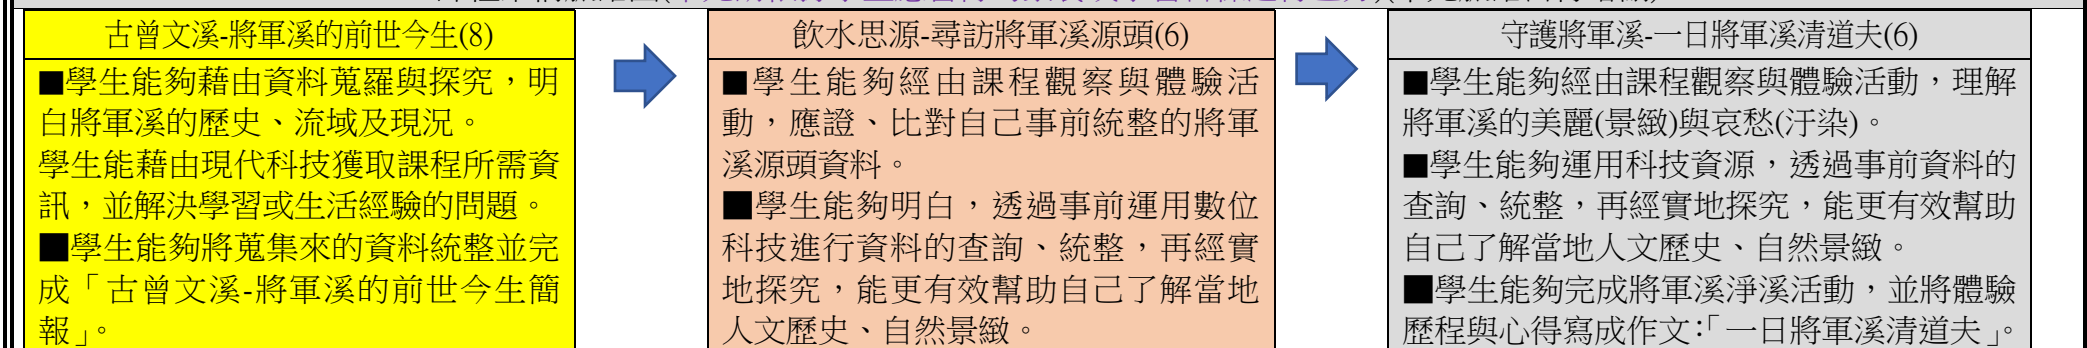 古曾文溪-將軍溪的前世今生(8)
■學生能夠藉由資料蒐羅與探究，明
白將軍溪的歷史、流域及現況。
學生能藉由現代科技獲取課程所需資
訊，並解決學習或生活經驗的問題。
■學生能夠將蒐集來的資料統整並完
成「古曾文溪-將軍溪的前世今生簡
報」。
飲水思源-尋訪將軍溪源頭(6)
■學生能夠經由課程觀察與體驗活
動，應證、比對自己事前統整的將軍
溪源頭資料。
■學生能夠明白，透過事前運用數位
科技進行資料的查詢、統整，再經實
地探究，能更有效幫助自己了解當地
人文歷史、自然景緻。
守護將軍溪-一日將軍溪清道夫(6)
■學生能夠經由課程觀察與體驗活動，理解
將軍溪的美麗(景緻)與哀愁(汙染)。
■學生能夠運用科技資源，透過事前資料的
查詢、統整，再經實地探究，能更有效幫助
自己了解當地人文歷史、自然景緻。
■學生能夠完成將軍溪淨溪活動，並將體驗
歷程與心得寫成作文:「一日將軍溪清道夫」。